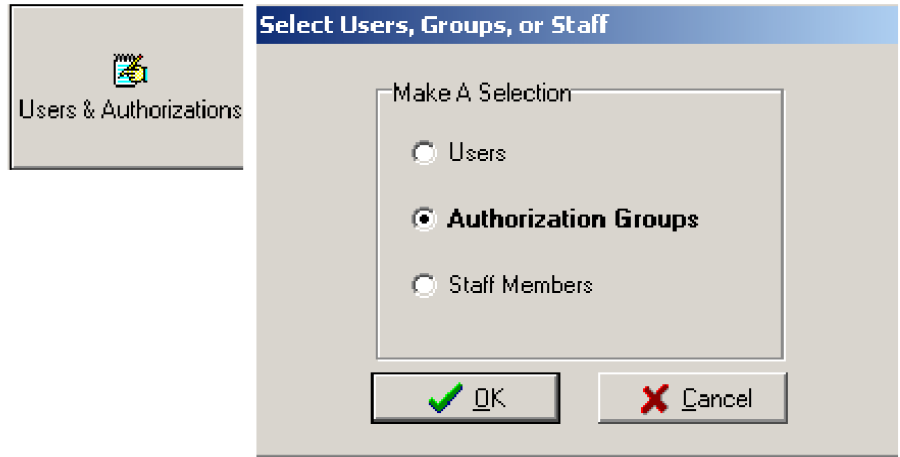 Users & Authorizations
Select Users, Groups, or Staff
Make A Selection
Users
Authorization Groups
Staff Members
OK
Cancel